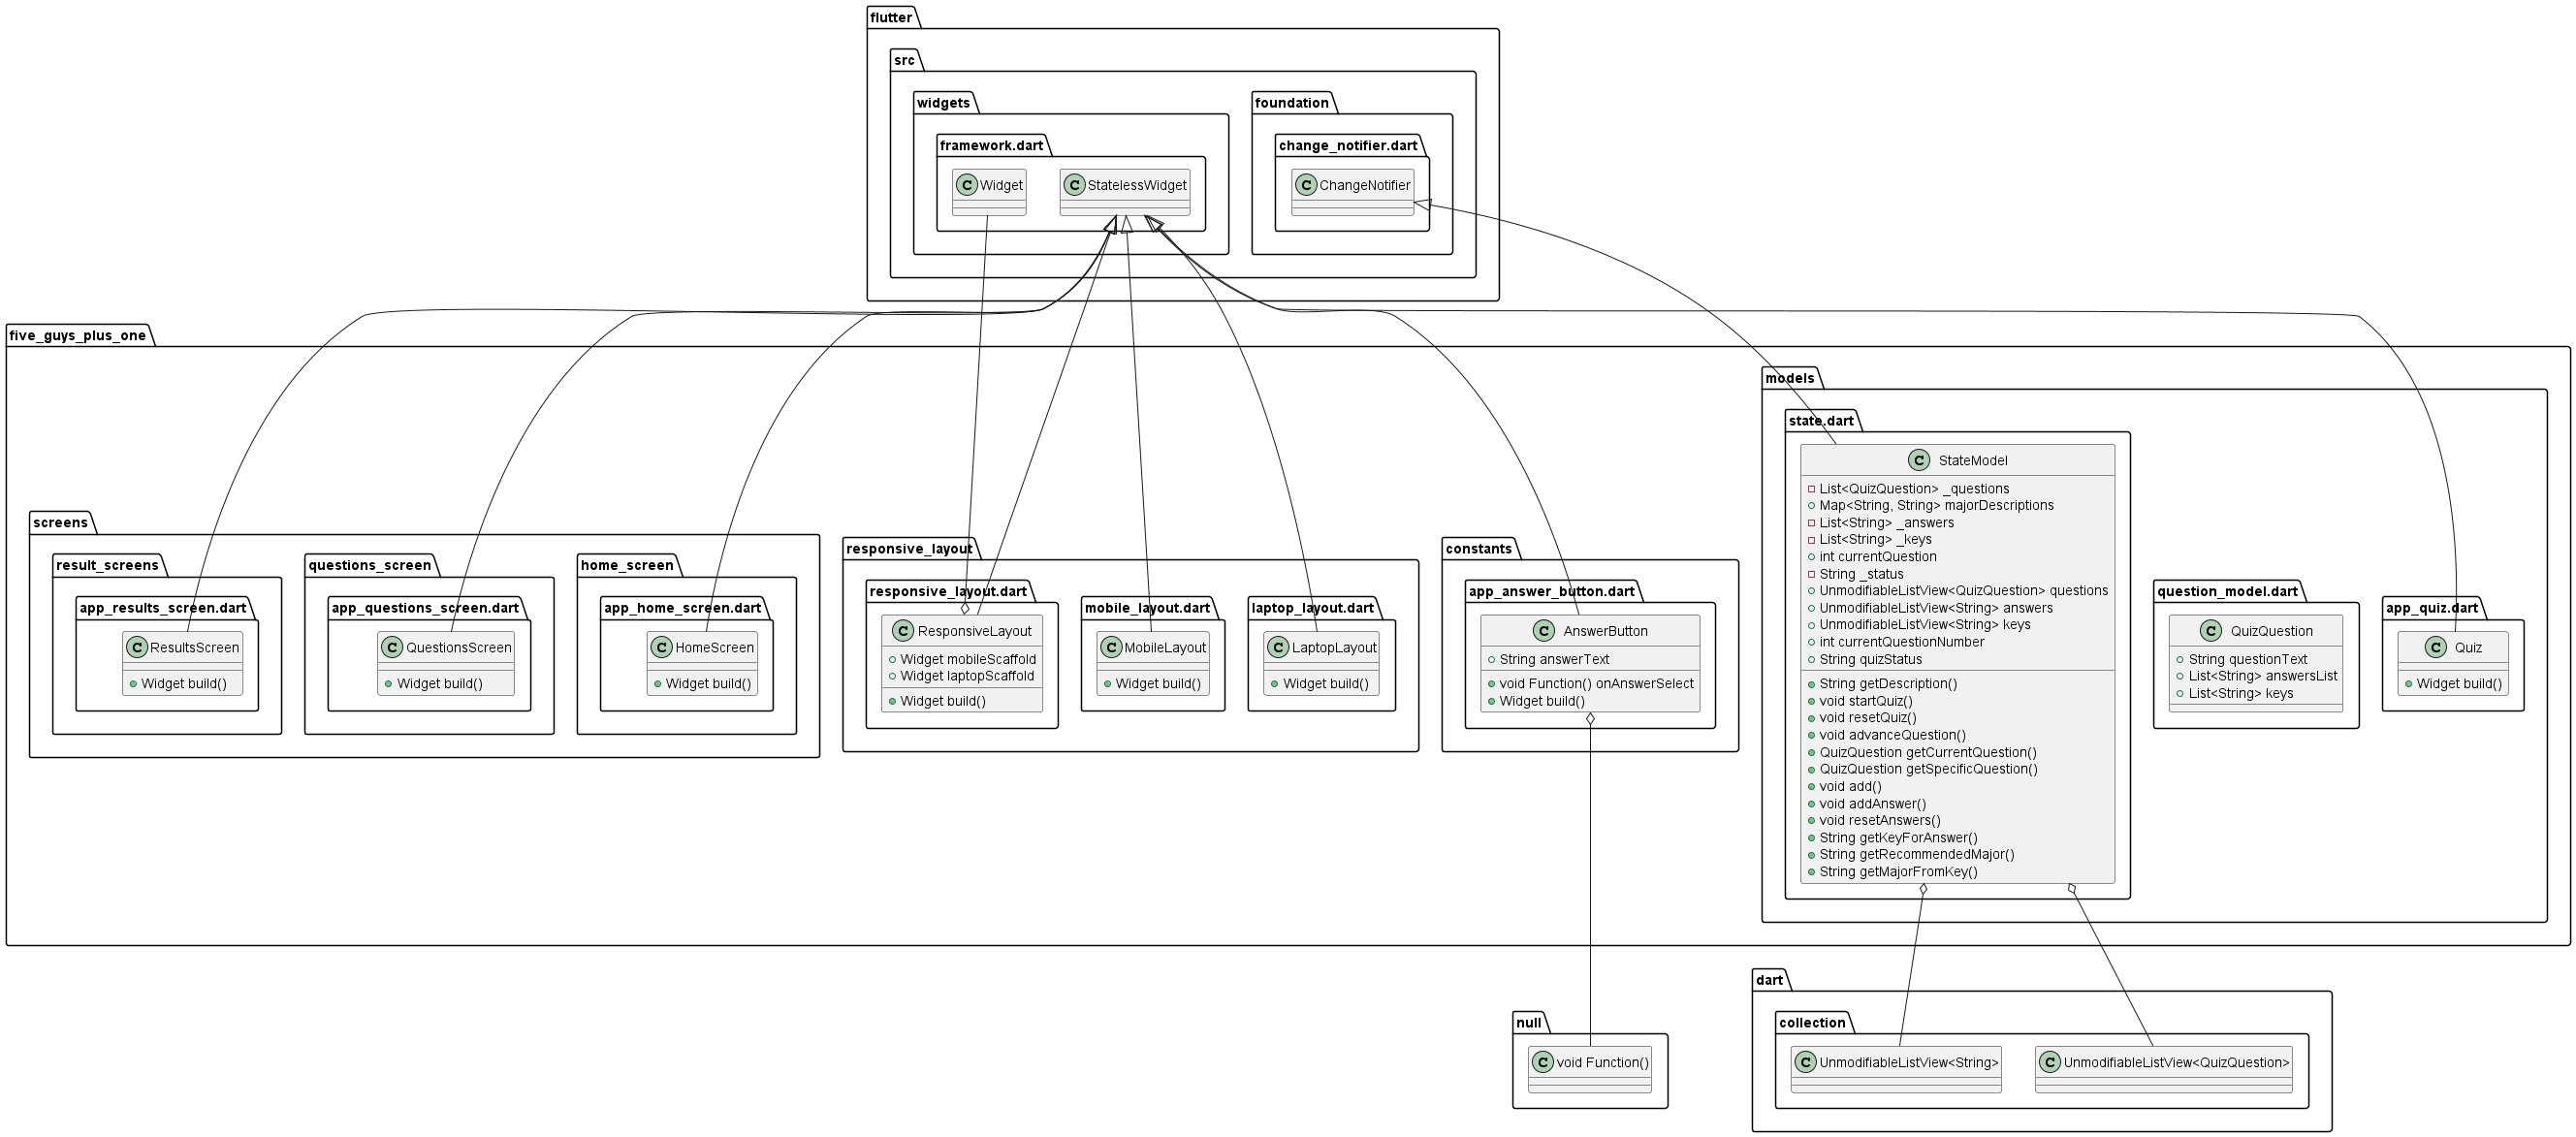 flutter
src
widgets
foundation
framework.dart
change_notifier.dart
C Widget
C StatelessWidget
C ChangeNotifier
five_guys_plus_one
models
state.dart
C StateModel
List<QuizQuestion> _questions
Map<String, String> majorDescriptions
List<String> _answers
List<String> _keys
int currentQuestion
String _status
UnmodifiableListView<QuizQuestion> questions
UnmodifiableListView<String> answers
UnmodifiableListView<String> keys
int currentQuestionNumber
String quizStatus
String getDescription()
void startQuiz()
void resetQuiz()
void advanceQuestion()
QuizQuestion getCurrentQuestion()
QuizQuestion getSpecificQuestion()
void add()
void addAnswer()
void resetAnswers()
String getKeyForAnswer()
String getRecommendedMajor()
String getMajorFromKey()
question_model.dart
C QuizQuestion
String questionText
List<String> answersList
List<String> keys
app_quiz.dart
C Quiz
Widget build()
screens
result_screens
app_results_screen.dart
C ResultsScreen
Widget build()
questions_screen
app_questions_screen.dart
C QuestionsScreen
Widget build()
home_screen
app_home_screen.dart
C HomeScreen
Widget build()
responsive_layout
responsive_layout.dart
C ResponsiveLayout
Widget mobileScaffold
Widget laptopScaffold
Widget build()
mobile_layout.dart
C MobileLayout
Widget build()
laptop_layout.dart
C LaptopLayout
Widget build()
constants
app_answer_button.dart
C AnswerButton
String answerText
void Function() onAnswerSelect
Widget build()
null
C void Function()
dart
collection
C UnmodifiableListView<String>
C UnmodifiableListView<QuizQuestion>